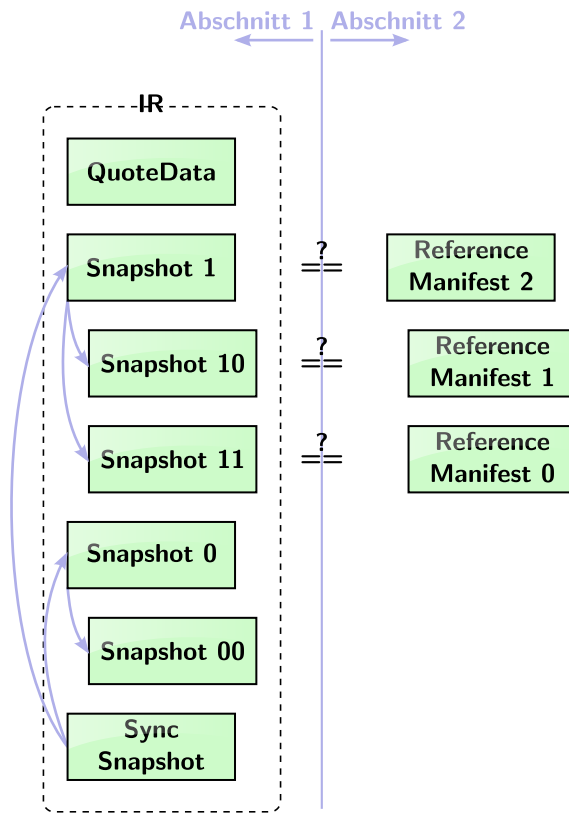 Abschnitt 1 Abschnitt 2
IR
QuoteData
Snapshot 1 ? Reference
Manifest 2
Snapshot 10 ? Reference
Manifest 1
Snapshot 11 ? Reference
Manifest 0
Snapshot 0
Snapshot 00
Sync
Snapshot